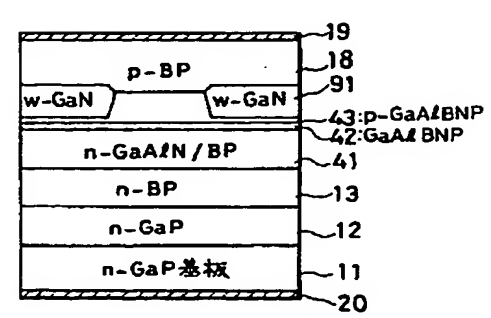 19
p-BP
18
w-GaN
w-GaN
91
43:p-GaAlBNP
42:GaAlBNP
n-GaAlN/BP
41
n-BP
13
n-GaP
12
n-GaP基板
11
20